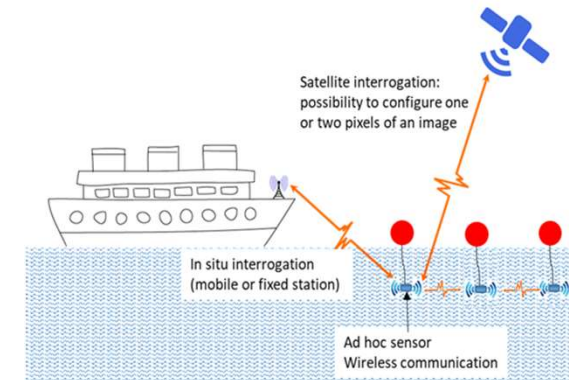 Satellite interrogation:
possibility to configure one
or two pixels of an image
In situ interrogation
(mobile or fixed station)
Ad hoc sensor
Wireless communication